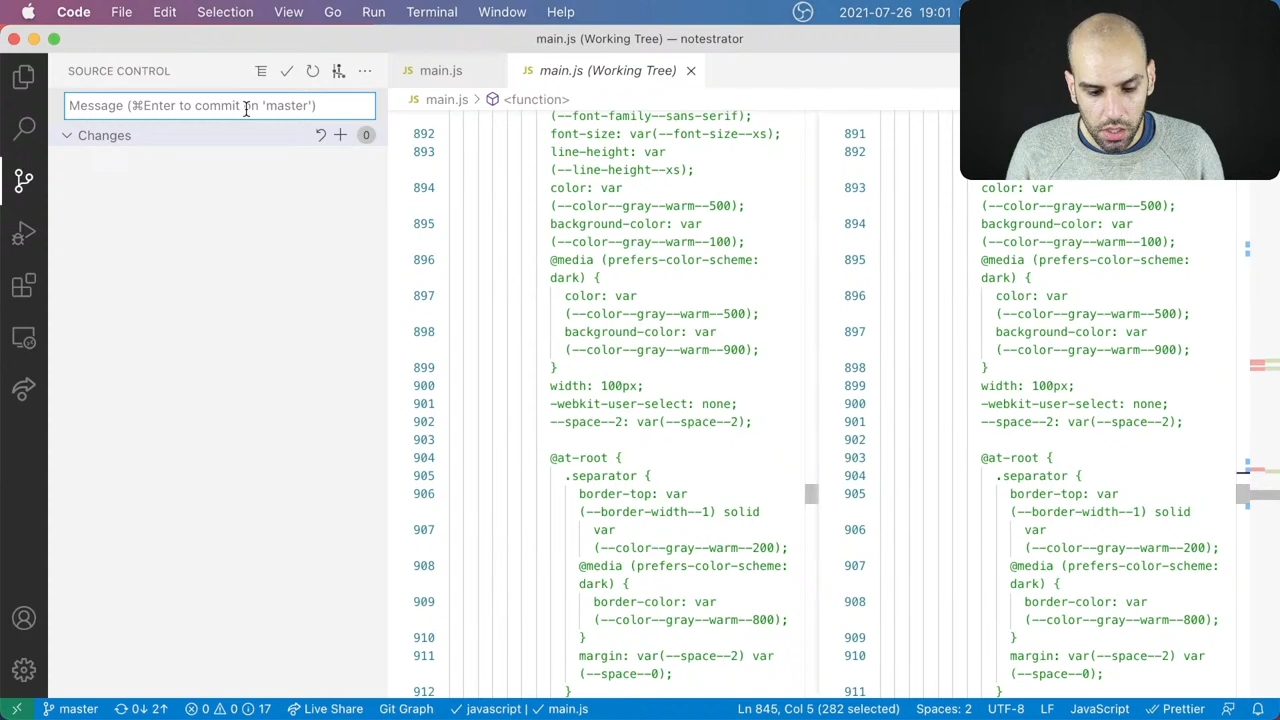 Code File Edit Selection View Go Run Terminal Window Help 2021-07-26 19:01
main.js (Working Tree) — notestrator
SOURCE CONTROL
JS main.js
JS main.js (Working Tree)
Message (⌘Enter to commit on 'master')
JS main.js > <function>
Changes
0
(--font-family--sans-serif);
892 font-size: var(--font-size--xs);
893 line-height: var
(--line-height--xs);
894 color: var
(--color--gray--warm--500);
895 background-color: var
(--color--gray--warm--100);
896 @media (prefers-color-scheme:
dark) {
897 color: var
(--color--gray--warm--500);
898 background-color: var
(--color--gray--warm--900);
899 }
900 width: 100px;
901 -webkit-user-select: none;
902 --space--2: var(--space--2);
903
904 @at-root {
905 .separator {
906 border-top: var
(--border-width--1) solid
907 var
(--color--gray--warm--200);
908 @media (prefers-color-scheme:
dark) {
909 border-color: var
(--color--gray--warm--800);
910 }
911 margin: var(--space--2) var
(--space--0);
912 }
891
892
893 color: var
(--color--gray--warm--500);
894 background-color: var
(--color--gray--warm--100);
895 @media (prefers-color-scheme:
dark) {
896 color: var
(--color--gray--warm--500);
897 background-color: var
(--color--gray--warm--900);
898 }
899 width: 100px;
900 -webkit-user-select: none;
901 --space--2: var(--space--2);
902
903 @at-root {
904 .separator {
905 border-top: var
(--border-width--1) solid
906 var
(--color--gray--warm--200);
907 @media (prefers-color-scheme:
dark) {
908 border-color: var
(--color--gray--warm--800);
909 }
910 margin: var(--space--2) var
(--space--0);
911 }
master 0↓ 2↑ 0 0 17 Live Share Git Graph javascript | main.js Ln 845, Col 5 (282 selected) Spaces: 2 UTF-8 LF JavaScript Prettier